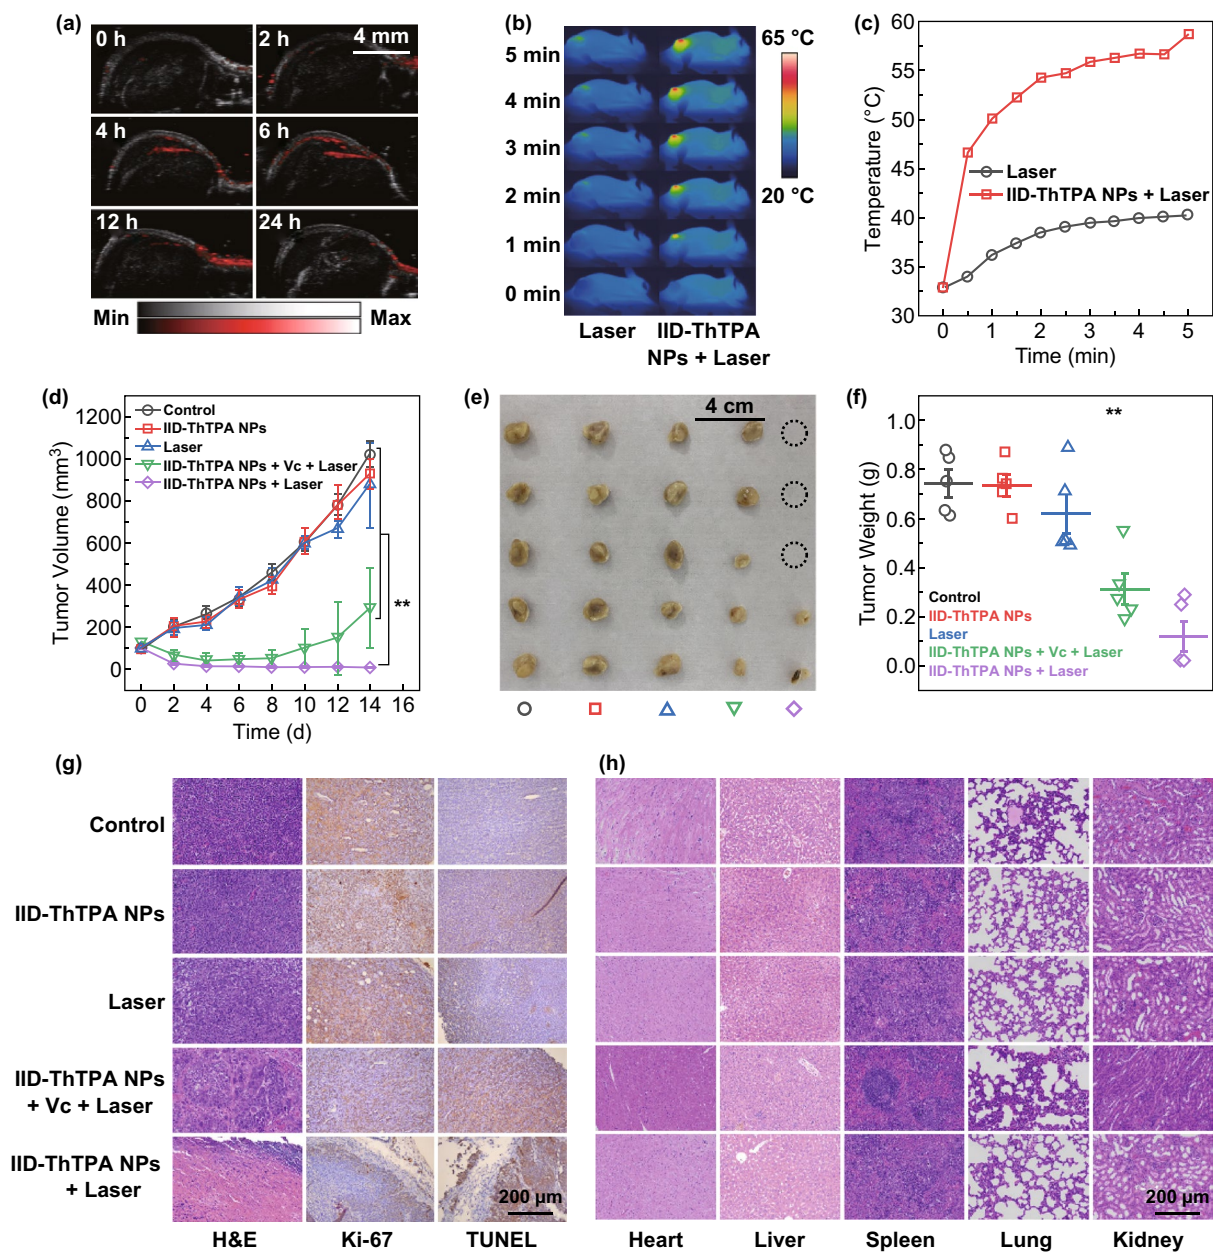 (a)
0 h
2 h
4 mm
4 h
6 h
12 h
24 h
Min
Max
(b)
5 min
4 min
3 min
2 min
1 min
0 min
65 °C
20 °C
Laser
IID-ThTPA
NPs + Laser
(c)
60
55
50
45
40
33
30
Temperature (°C)
Laser
IID-ThTPA NPs + Laser
0 1 2 3 4 5
Time (min)
(d)
1200
1000
800
600
400
200
0
Tumor Volume (mm³)
Control
IID-ThTPA NPs
Laser
IID-ThTPA NPs + Vc + Laser
IID-ThTPA NPs + Laser
**
0 2 4 6 8 10 12 14 16
Time (d)
(e)
4 cm
(f)
1.0
0.8
0.6
0.4
0.2
0.0
Tumor Weight (g)
**
Control
IID-ThTPA NPs
Laser
IID-ThTPA NPs + Vc + Laser
IID-ThTPA NPs + Laser
(g)
Control
IID-ThTPA NPs
Laser
IID-ThTPA NPs
+ Vc + Laser
IID-ThTPA NPs
+ Laser
200 µm
H&E
Ki-67
TUNEL
(h)
200 µm
Heart
Liver
Spleen
Lung
Kidney